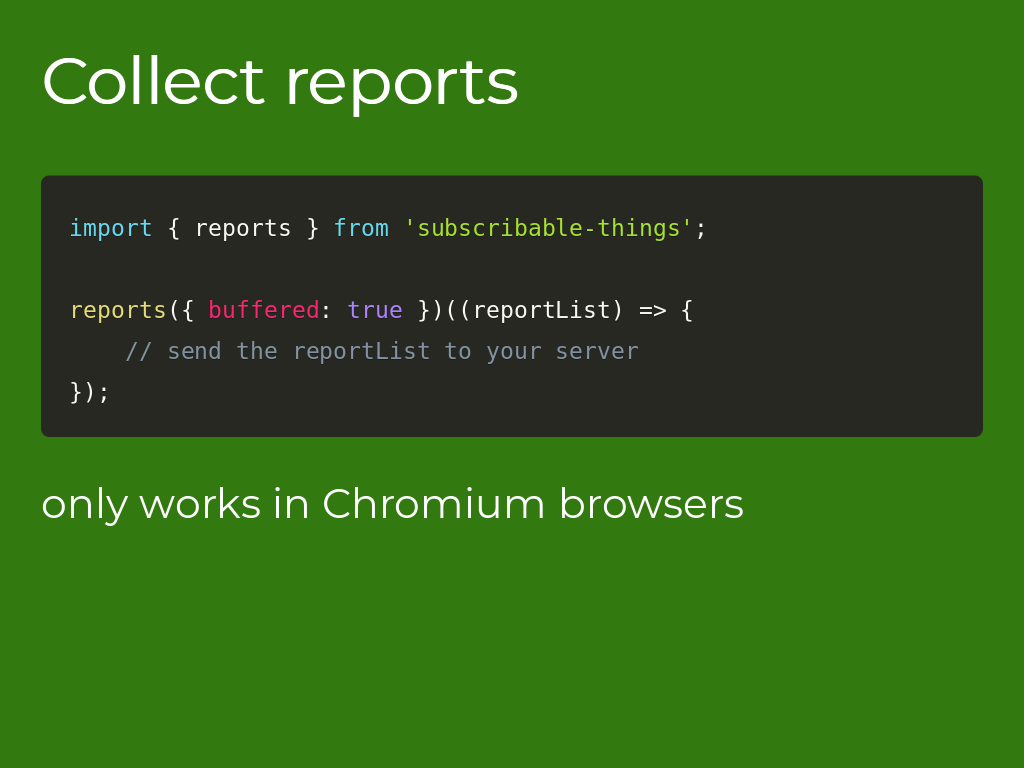 Collect reports
import { reports } from 'subscribable-things';
reports({ buffered: true })((reportList) => {
    // send the reportList to your server
});
only works in Chromium browsers